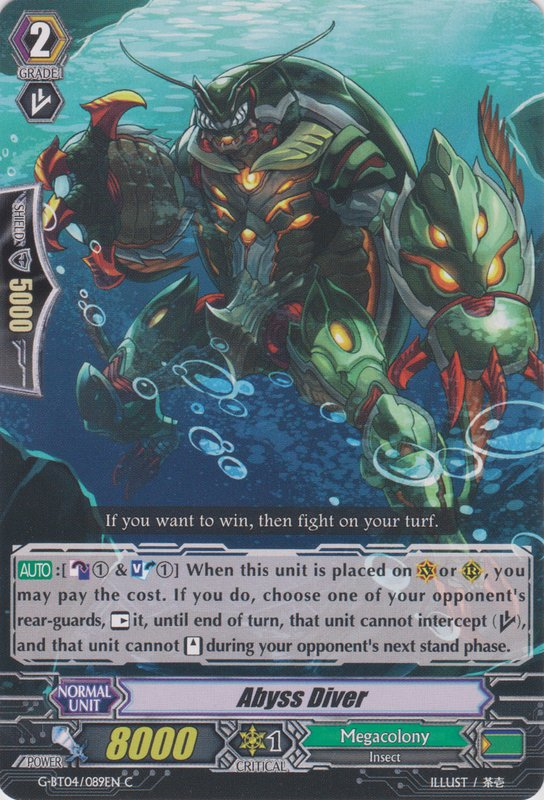 2
GRADE
SHIELD
5000
If you want to win, then fight on your turf.
AUTO:[① & V①] When this unit is placed on V or R, you
may pay the cost. If you do, choose one of your opponent's
rear-guards, it, until end of turn, that unit cannot intercept ( ),
and that unit cannot during your opponent's next stand phase.
NORMAL
UNIT
Abyss Diver
POWER
8000
1
CRITICAL
Megacolony
Insect
G-BT04/089EN C
ILLUST / 茶壱